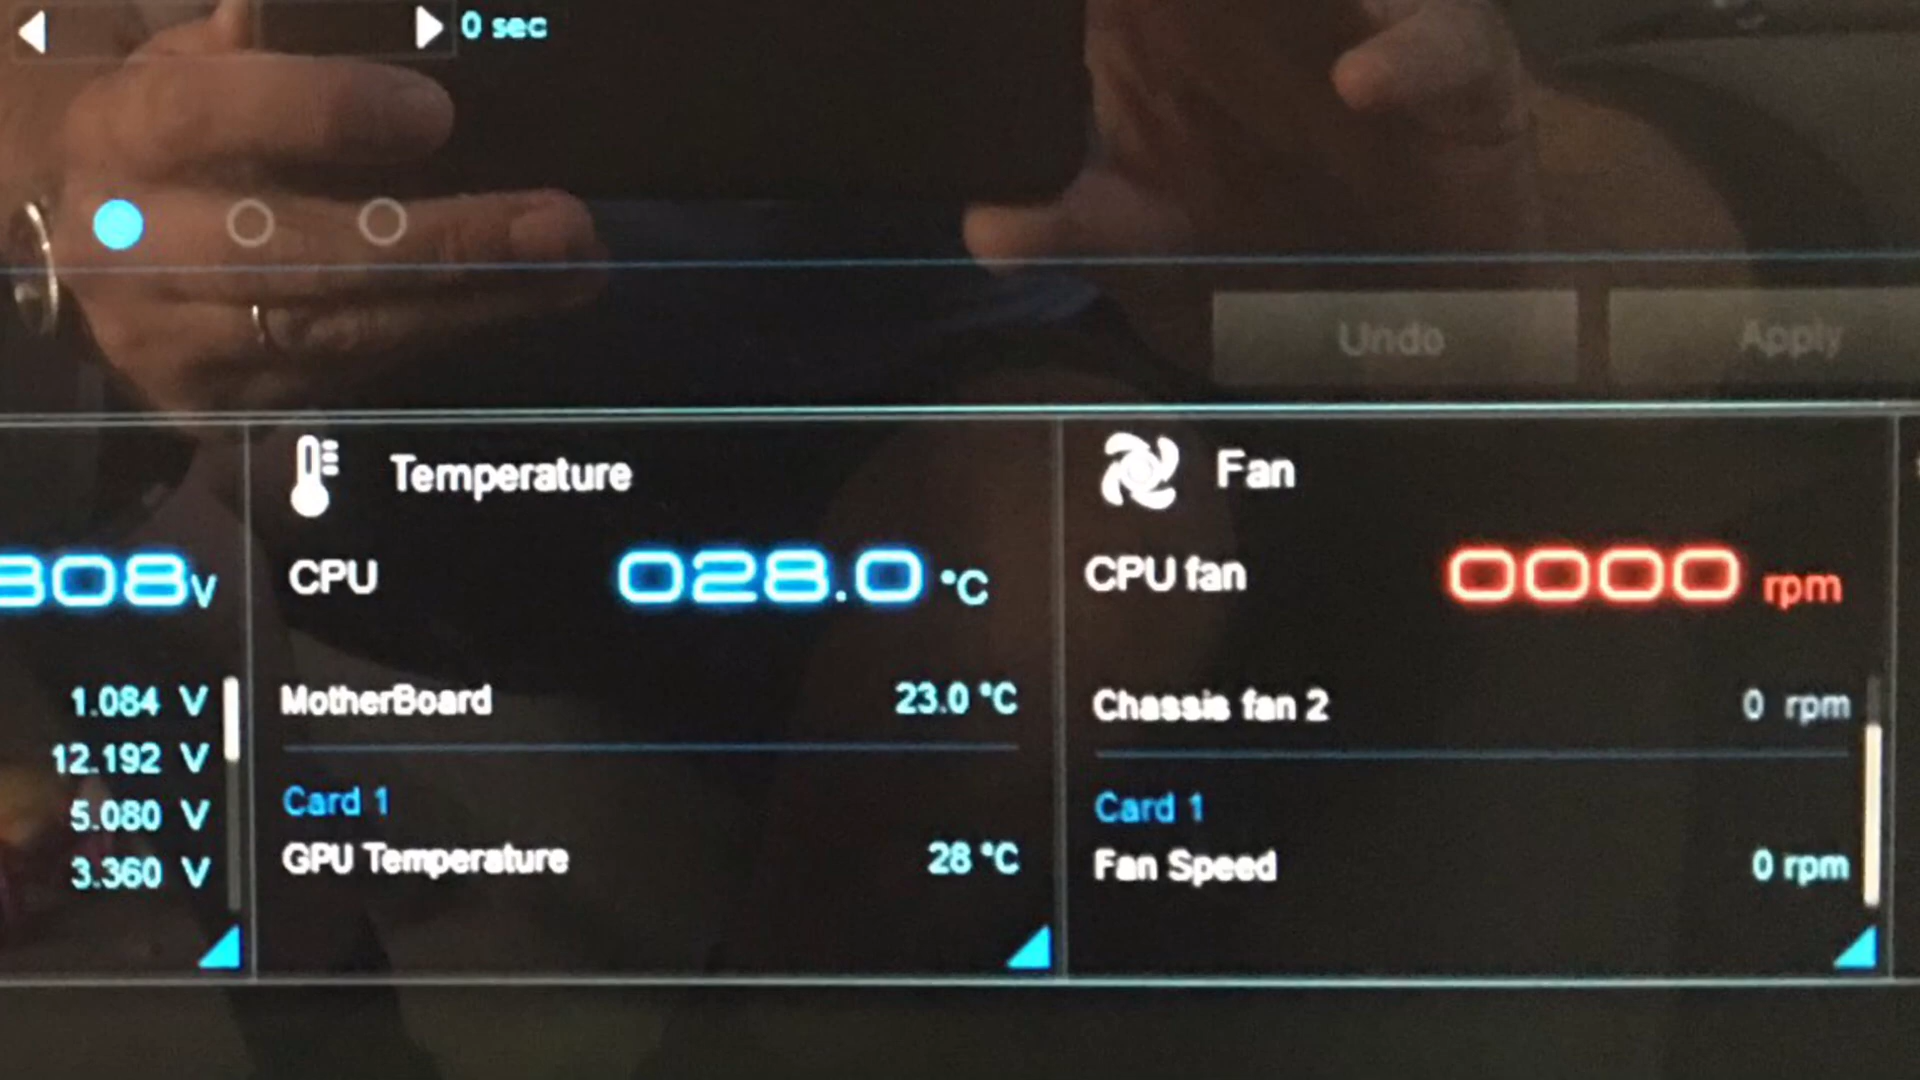 0 sec
Undo
Apply
Temperature
Fan
808V
CPU
028.0 °C
CPU fan
0000 rpm
1.084 V
12.192 V
5.080 V
3.360 V
MotherBoard
23.0 °C
Card 1
GPU Temperature
28 °C
Chassis fan 2
0 rpm
Card 1
Fan Speed
0 rpm